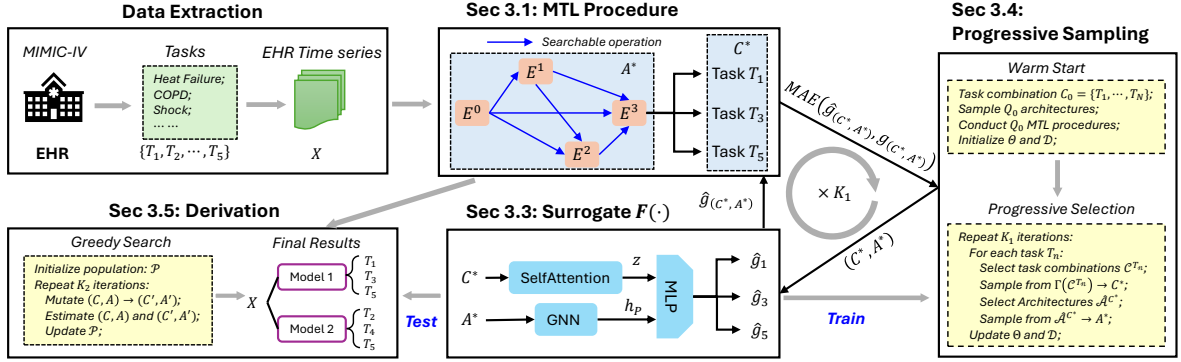 Data Extraction
MIMIC-IV
EHR
Tasks
Heat Failure;
COPD;
Shock;
... ...
{T_1, T_2, ⋯, T_5}
EHR Time series
X
Sec 3.1: MTL Procedure
Searchable operation
A*
E^0
E^1
E^2
E^3
C*
Task T_1
Task T_3
Task T_5
MAE(ĝ_(C*,A*), g_(C*,A*))
× K_1
(C*, A*)
ĝ_(C*,A*)
Sec 3.4:
Progressive Sampling
Warm Start
Task combination C_0 = {T_1, ⋯, T_N};
Sample Q_0 architectures;
Conduct Q_0 MTL procedures;
Initialize Θ and 𝒟;
Progressive Selection
Repeat K_1 iterations:
For each task T_n:
Select task combinations 𝒞^{T_n};
Sample from Γ(𝒞^{T_n}) → C*;
Select Architectures 𝒜̂^{C*};
Sample from 𝒜̂^{C*} → A*;
Update Θ and 𝒟;
Sec 3.5: Derivation
Greedy Search
Initialize population: 𝒫
Repeat K_2 iterations:
Mutate (C, A) → (C′, A′);
Estimate (C, A) and (C′, A′);
Update 𝒫;
Final Results
X
Model 1
T_1
T_3
T_5
Model 2
T_2
T_4
T_5
Test
Sec 3.3: Surrogate F(·)
C*
SelfAttention
z
A*
GNN
h_P
MLP
ĝ_1
ĝ_3
ĝ_5
Train